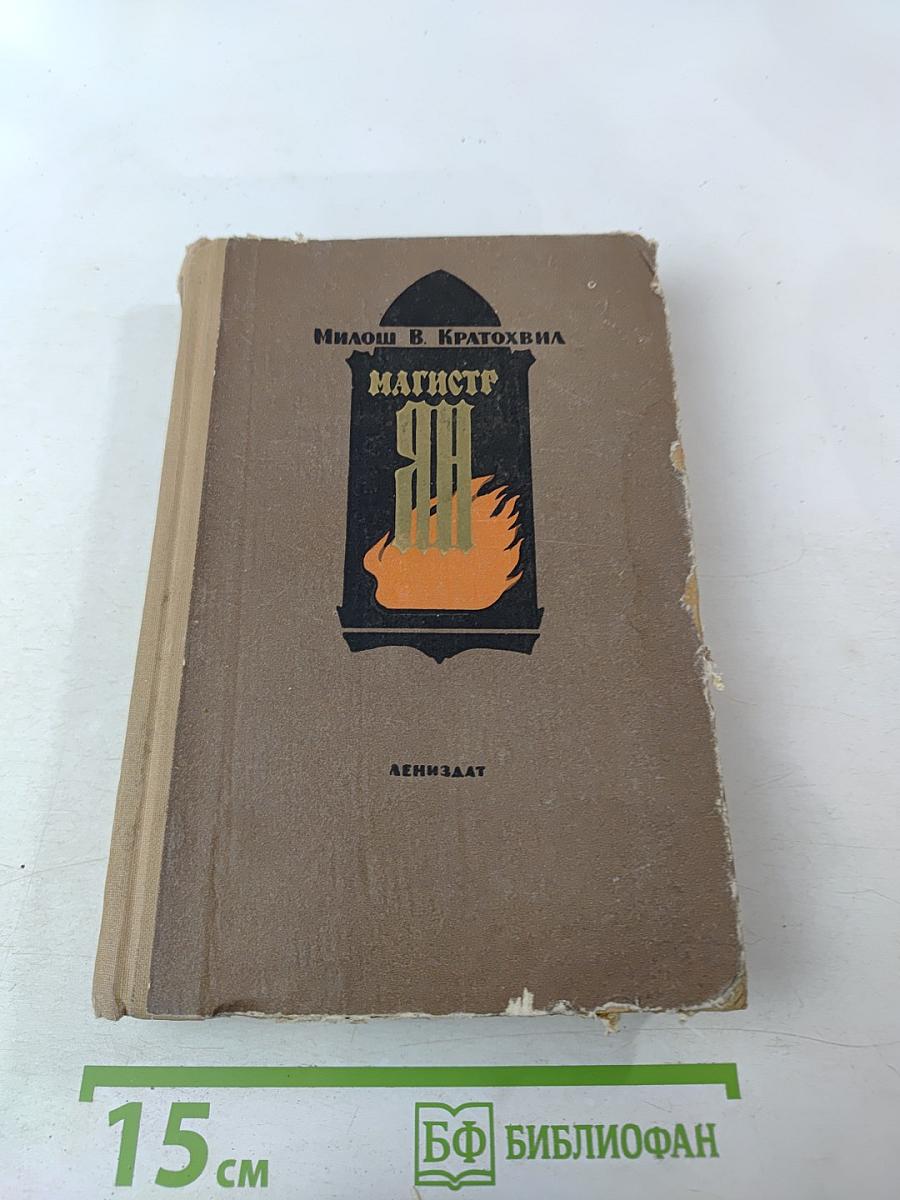 Милош В. Кратохвил
МАГИСТР
ЯН
ЛЕНИЗДАТ
15 см
БФ БИБЛИОФАН